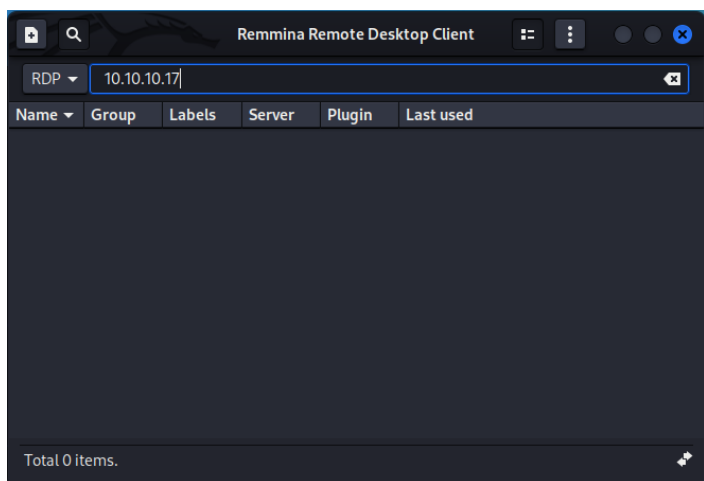 Remmina Remote Desktop Client
RDP 10.10.10.17
Name Group Labels Server Plugin Last used
Total 0 items.